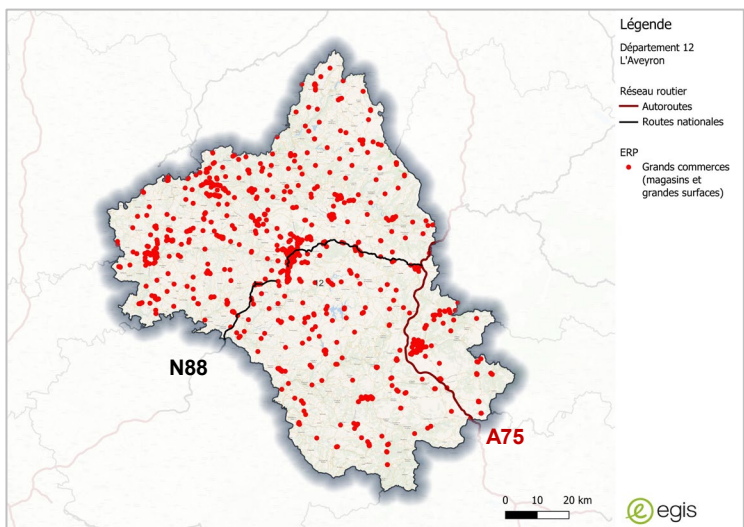 Légende
Département 12
L'Aveyron
Réseau routier
Autoroutes
Routes nationales
ERP
Grands commerces
(magasins et
grandes surfaces)
N88
A75
0 10 20 km
egis